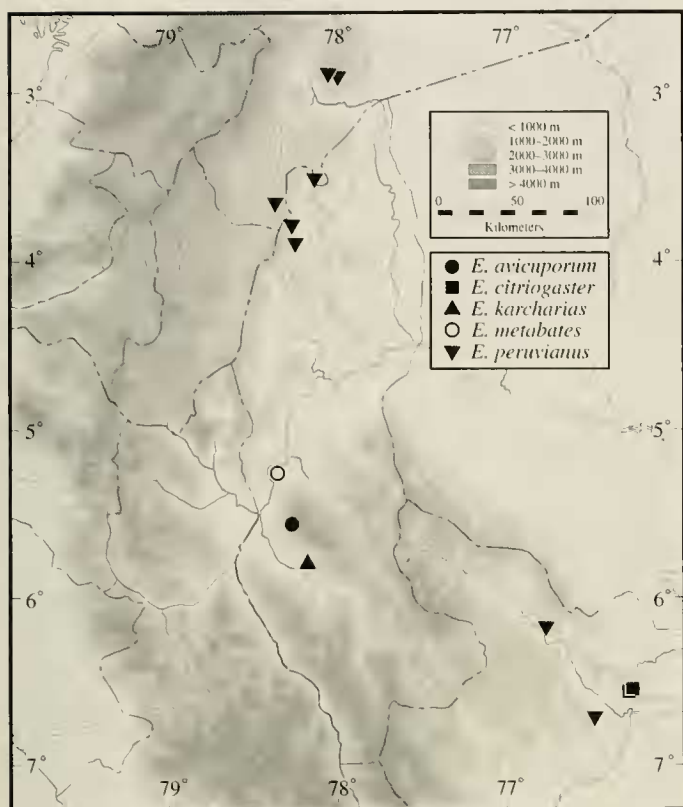 79° 78° 77°
3° 3°
< 1000 m
1000-2000 m
2000-3000 m
3000-4000 m
> 4000 m
0 50 100
Kilometers
4° 4°
E. avicuporum
E. citriogaster
E. karcharias
E. metabates
E. peruvianus
5° 5°
6° 6°
7° 7°
79° 78° 77°